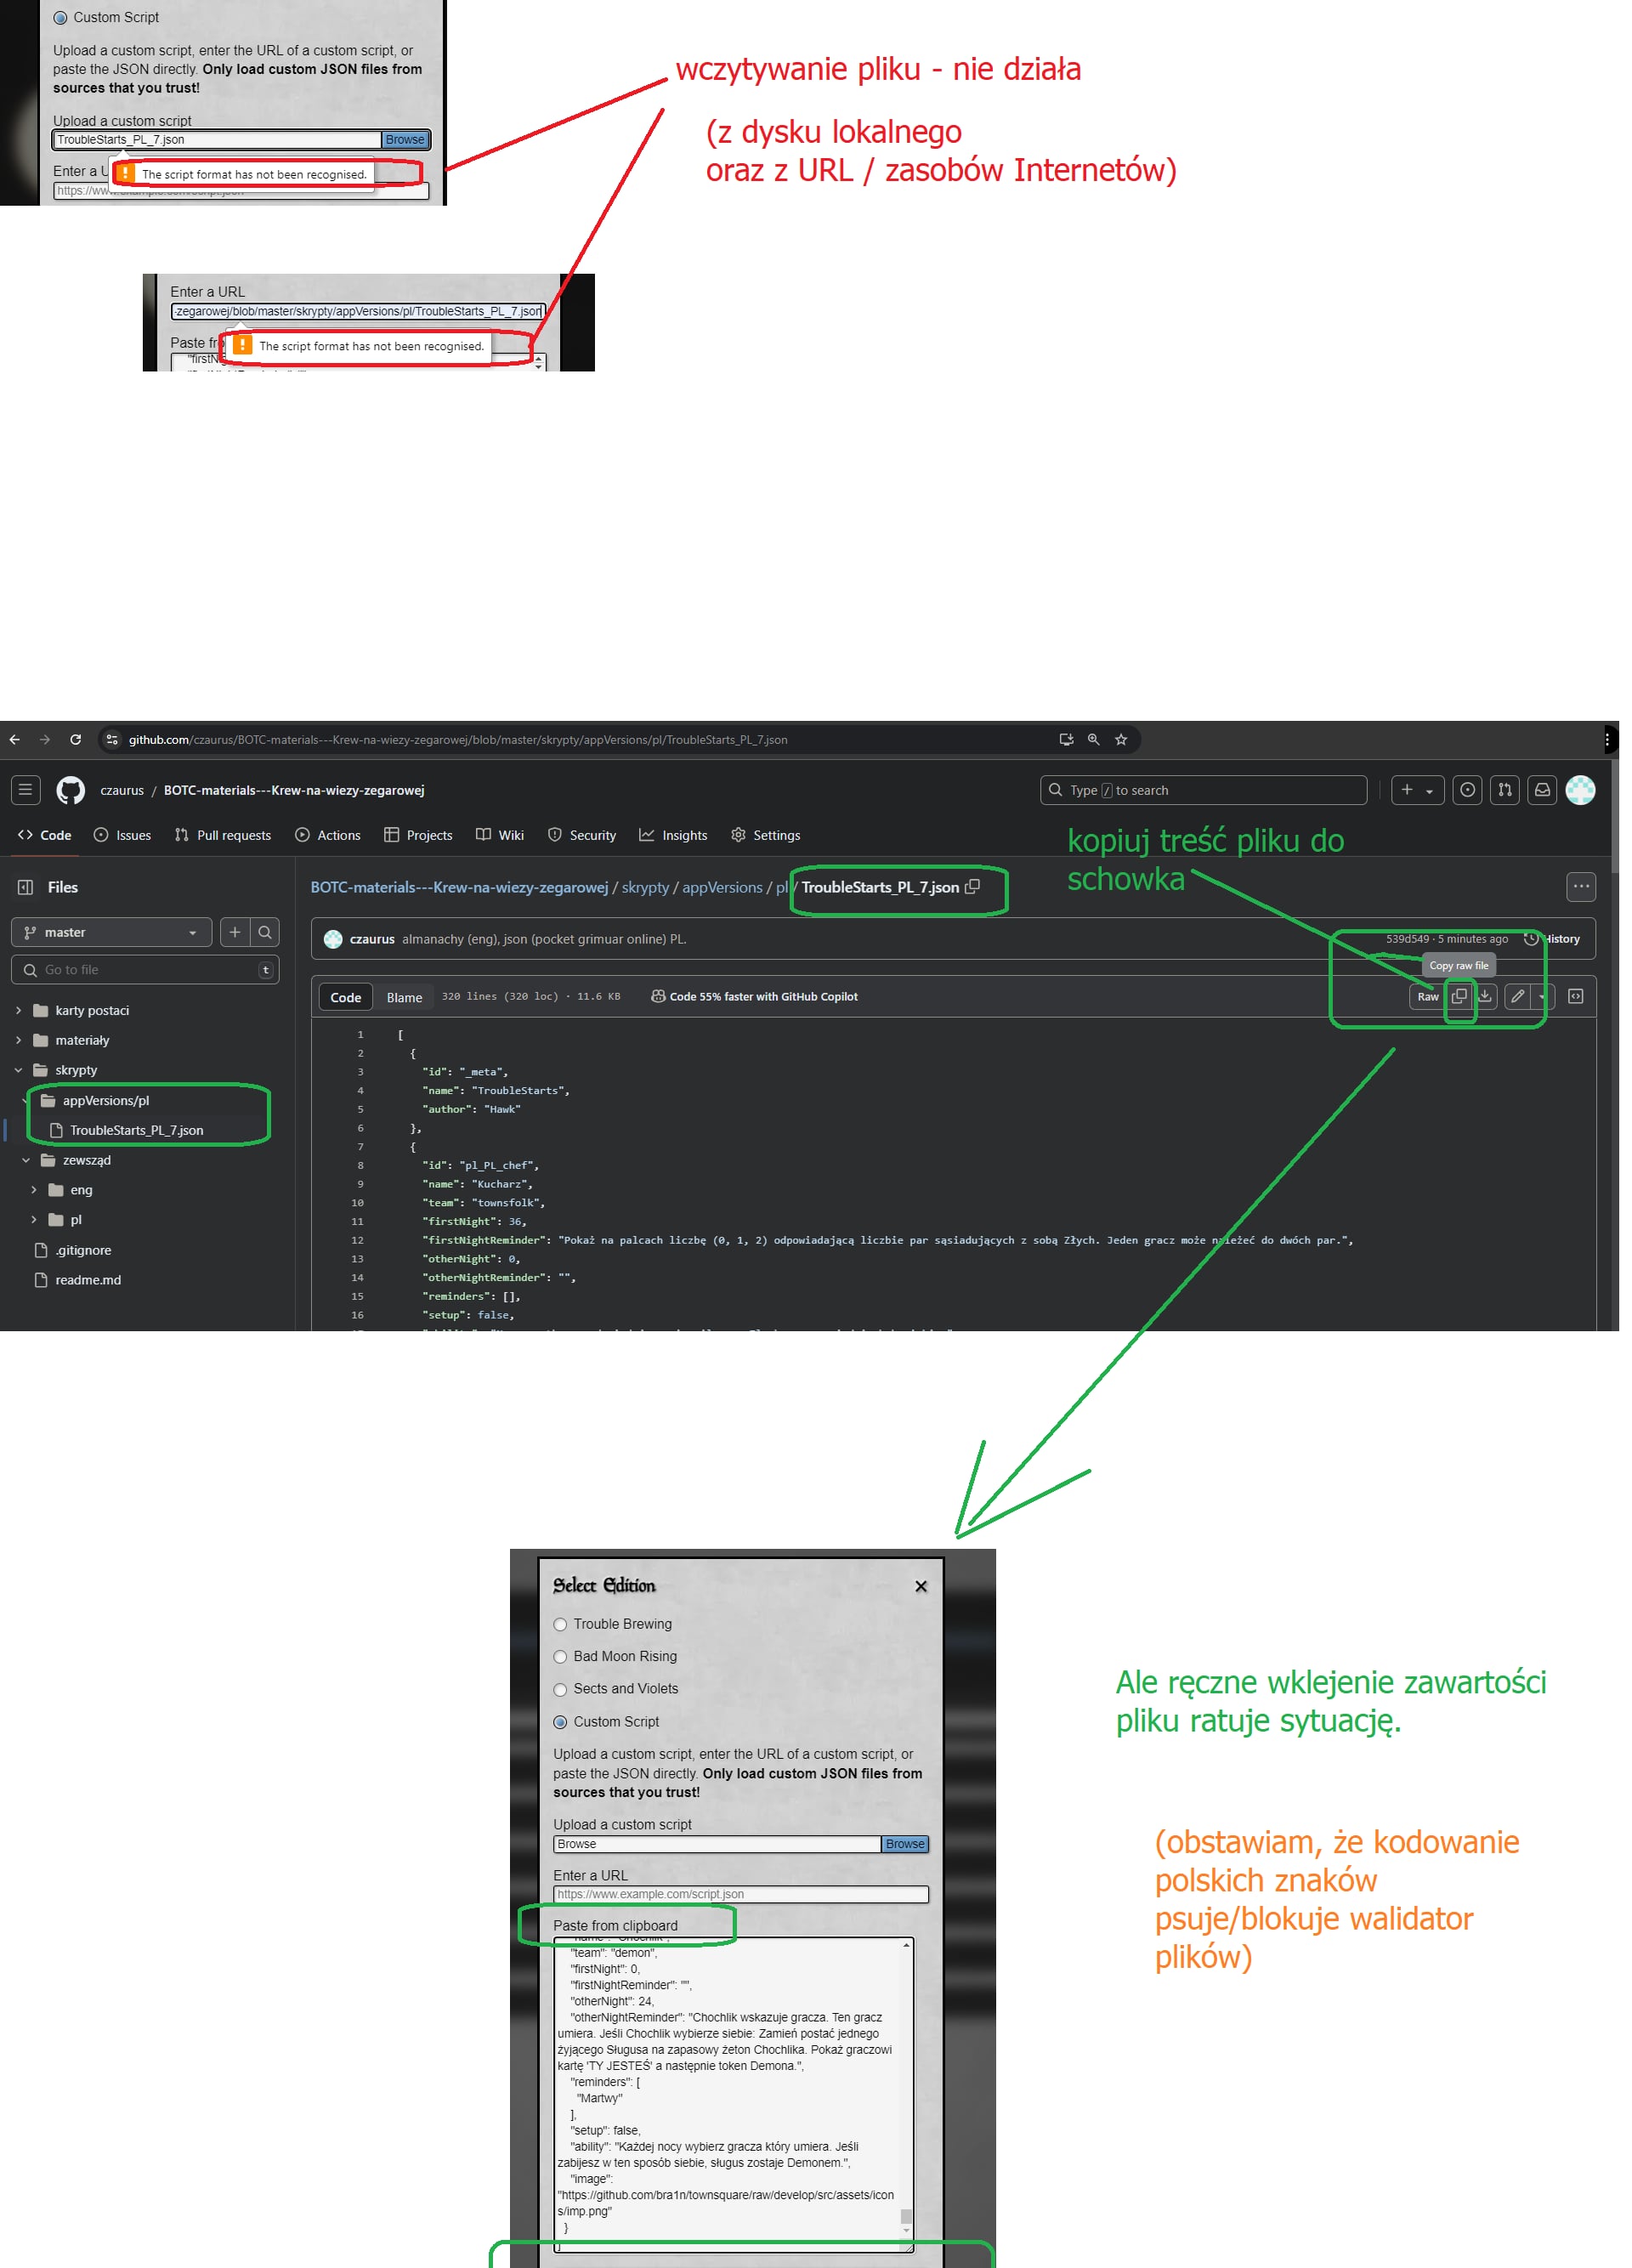 Custom Script
Upload a custom script, enter the URL of a custom script, or
paste the JSON directly. Only load custom JSON files from
sources that you trust!
Upload a custom script
TroubleStarts_PL_7.json
Browse
Enter a U
The script format has not been recognised.
wczytywanie pliku - nie działa
(z dysku lokalnego
oraz z URL / zasobów Internetów)
Enter a URL
-zegarowej/blob/master/skrypty/appVersions/pl/TroubleStarts_PL_7.json
Paste fro
The script format has not been recognised.
"firstNig
github.com/czaurus/BOTC-materials---Krew-na-wiezy-zegarowej/blob/master/skrypty/appVersions/pl/TroubleStarts_PL_7.json
czaurus / BOTC-materials---Krew-na-wiezy-zegarowej
Type / to search
Code Issues Pull requests Actions Projects Wiki Security Insights Settings
kopiuj treść pliku do
schowka
Files
BOTC-materials---Krew-na-wiezy-zegarowej / skrypty / appVersions / pl / TroubleStarts_PL_7.json
master
czaurus almanachy (eng), json (pocket grimuar online) PL.
539d549 · 5 minutes ago
History
Go to file
t
Copy raw file
Code Blame 320 lines (320 loc) · 11.6 KB
Code 55% faster with GitHub Copilot
Raw
karty postaci
materiały
skrypty
appVersions/pl
TroubleStarts_PL_7.json
zewsząd
eng
pl
.gitignore
readme.md
1 [
2 {
3 "id": "_meta",
4 "name": "TroubleStarts",
5 "author": "Hawk"
6 },
7 {
8 "id": "pl_PL_chef",
9 "name": "Kucharz",
10 "team": "townsfolk",
11 "firstNight": 36,
12 "firstNightReminder": "Pokaż na palcach liczbę (0, 1, 2) odpowiadającą liczbie par sąsiadujących z sobą Złych. Jeden gracz może należeć do dwóch par.",
13 "otherNight": 0,
14 "otherNightReminder": "",
15 "reminders": [],
16 "setup": false,
Select Edition
Trouble Brewing
Bad Moon Rising
Sects and Violets
Custom Script
Upload a custom script, enter the URL of a custom script, or
paste the JSON directly. Only load custom JSON files from
sources that you trust!
Upload a custom script
Browse
Browse
Enter a URL
https://www.example.com/script.json
Paste from clipboard
"name": "Chochlik",
"team": "demon",
"firstNight": 0,
"firstNightReminder": "",
"otherNight": 24,
"otherNightReminder": "Chochlik wskazuje gracza. Ten gracz
umiera. Jeśli Chochlik wybierze siebie: Zamień postać jednego
żyjącego Sługusa na zapasowy żeton Chochlika. Pokaż graczowi
kartę 'TY JESTEŚ' a następnie token Demona.",
"reminders": [
"Martwy"
],
"setup": false,
"ability": "Każdej nocy wybierz gracza który umiera. Jeśli
zabijesz w ten sposób siebie, sługus zostaje Demonem.",
"image":
"https://github.com/bra1n/townsquare/raw/develop/src/assets/icon
s/imp.png"
}
]
Ale ręczne wklejenie zawartości
pliku ratuje sytuację.
(obstawiam, że kodowanie
polskich znaków
psuje/blokuje walidator
plików)